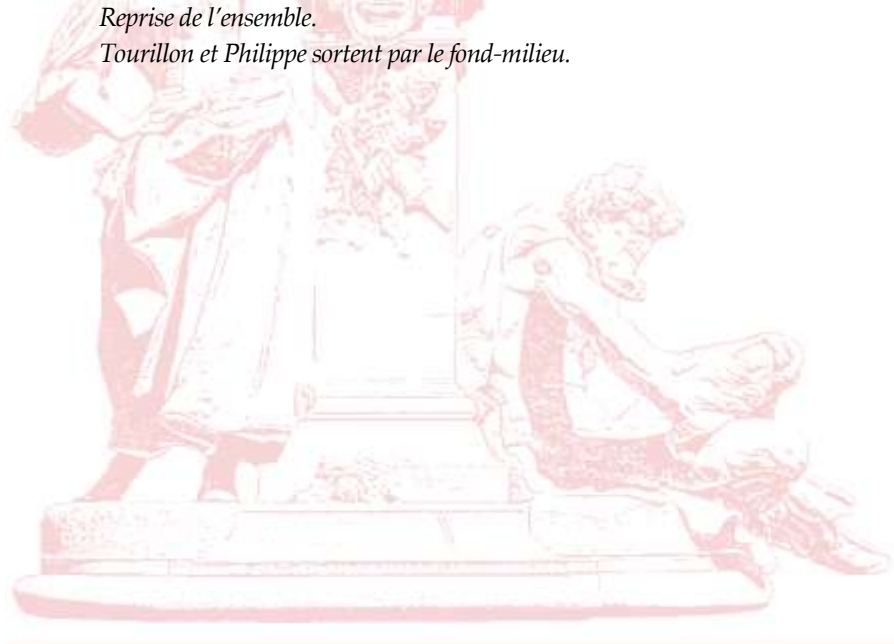 Reprise de l’ensemble.
Tourillon et Philippe sortent par le fond-milieu.